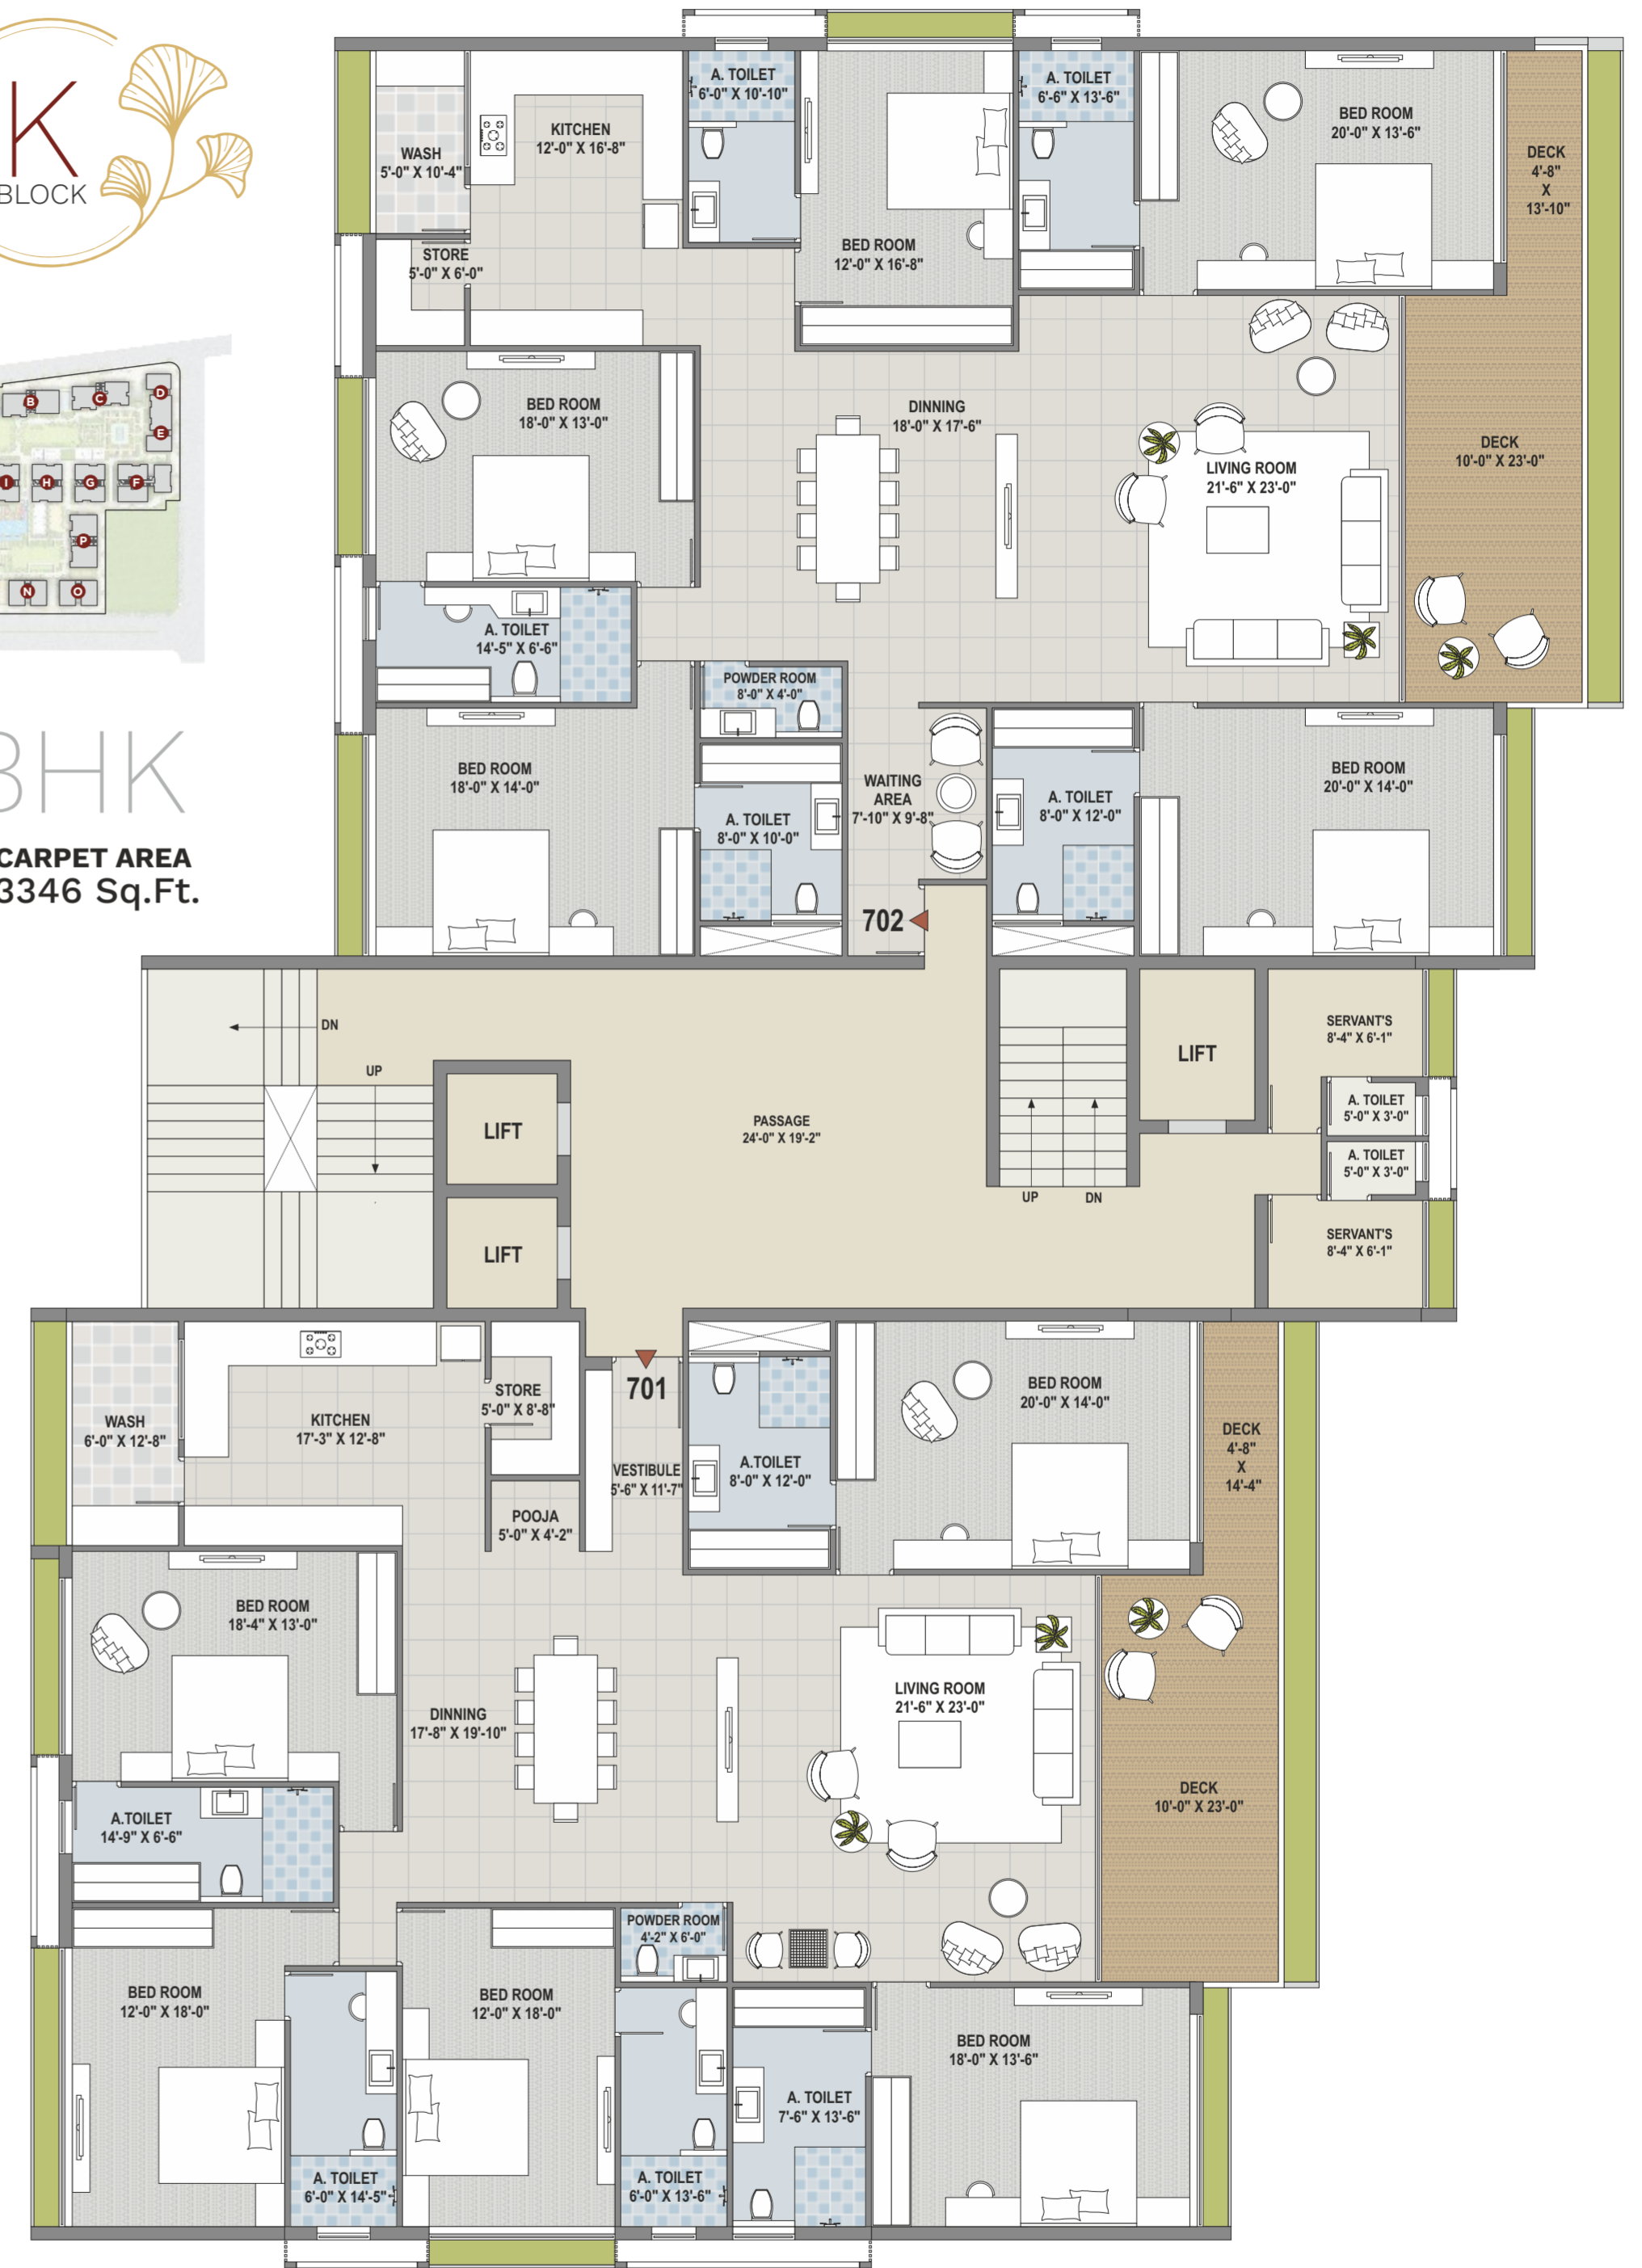 K
BLOCK
B
C
D
E
I
H
G
F
P
N
O
BHK
CARPET AREA
3346 Sq.Ft.
A. TOILET
6'-0" X 10'-10"
A. TOILET
6'-6" X 13'-6"
BED ROOM
20'-0" X 13'-6"
KITCHEN
12'-0" X 16'-8"
WASH
5'-0" X 10'-4"
DECK
4'-8"
X
13'-10"
STORE
5'-0" X 6'-0"
BED ROOM
12'-0" X 16'-8"
BED ROOM
18'-0" X 13'-0"
DINNING
18'-0" X 17'-6"
LIVING ROOM
21'-6" X 23'-0"
DECK
10'-0" X 23'-0"
A. TOILET
14'-5" X 6'-6"
POWDER ROOM
8'-0" X 4'-0"
BED ROOM
18'-0" X 14'-0"
A. TOILET
8'-0" X 10'-0"
WAITING
AREA
7'-10" X 9'-8"
A. TOILET
8'-0" X 12'-0"
BED ROOM
20'-0" X 14'-0"
702
DN
UP
LIFT
LIFT
PASSAGE
24'-0" X 19'-2"
UP
DN
LIFT
SERVANT'S
8'-4" X 6'-1"
A. TOILET
5'-0" X 3'-0"
A. TOILET
5'-0" X 3'-0"
SERVANT'S
8'-4" X 6'-1"
701
WASH
6'-0" X 12'-8"
KITCHEN
17'-3" X 12'-8"
STORE
5'-0" X 8'-8"
POOJA
5'-0" X 4'-2"
VESTIBULE
5'-6" X 11'-7"
A.TOILET
8'-0" X 12'-0"
BED ROOM
20'-0" X 14'-0"
DECK
4'-8"
X
14'-4"
BED ROOM
18'-4" X 13'-0"
DINNING
17'-8" X 19'-10"
LIVING ROOM
21'-6" X 23'-0"
DECK
10'-0" X 23'-0"
A.TOILET
14'-9" X 6'-6"
POWDER ROOM
4'-2" X 6'-0"
BED ROOM
12'-0" X 18'-0"
BED ROOM
12'-0" X 18'-0"
BED ROOM
18'-0" X 13'-6"
A. TOILET
7'-6" X 13'-6"
A. TOILET
6'-0" X 14'-5"
A. TOILET
6'-0" X 13'-6"